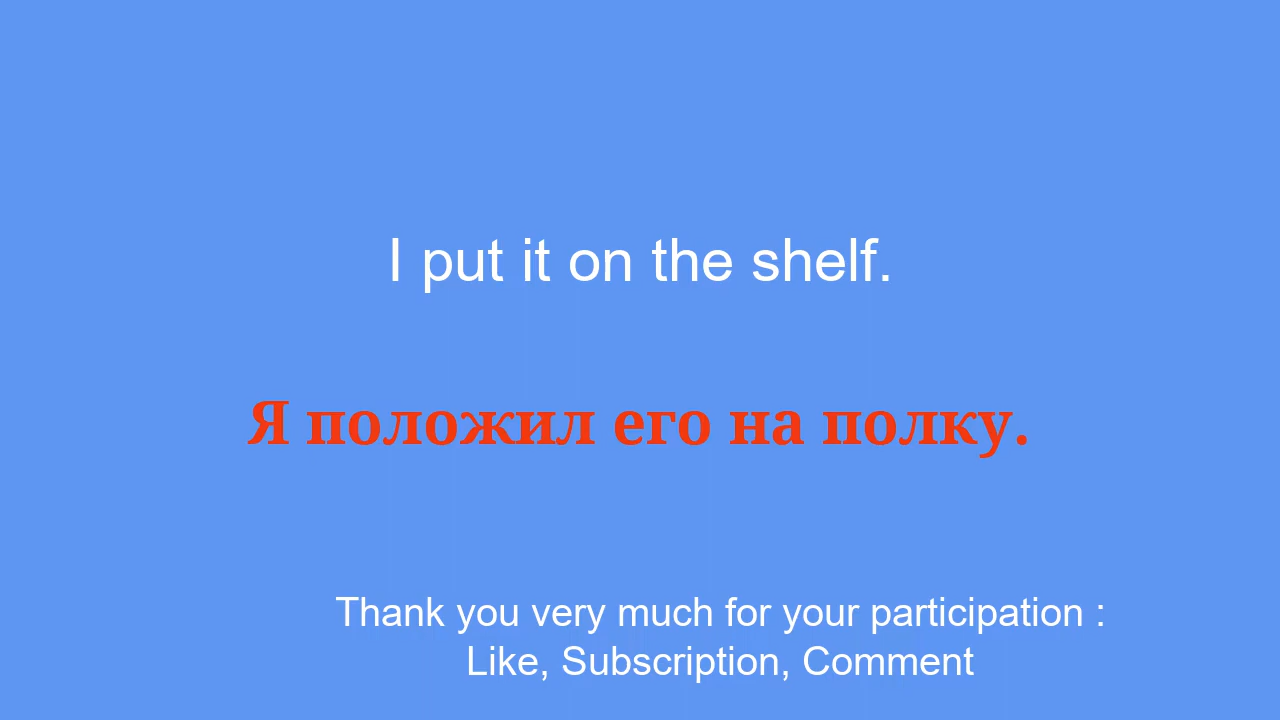 I put it on the shelf.
Я положил его на полку.
Thank you very much for your participation :
Like, Subscription, Comment